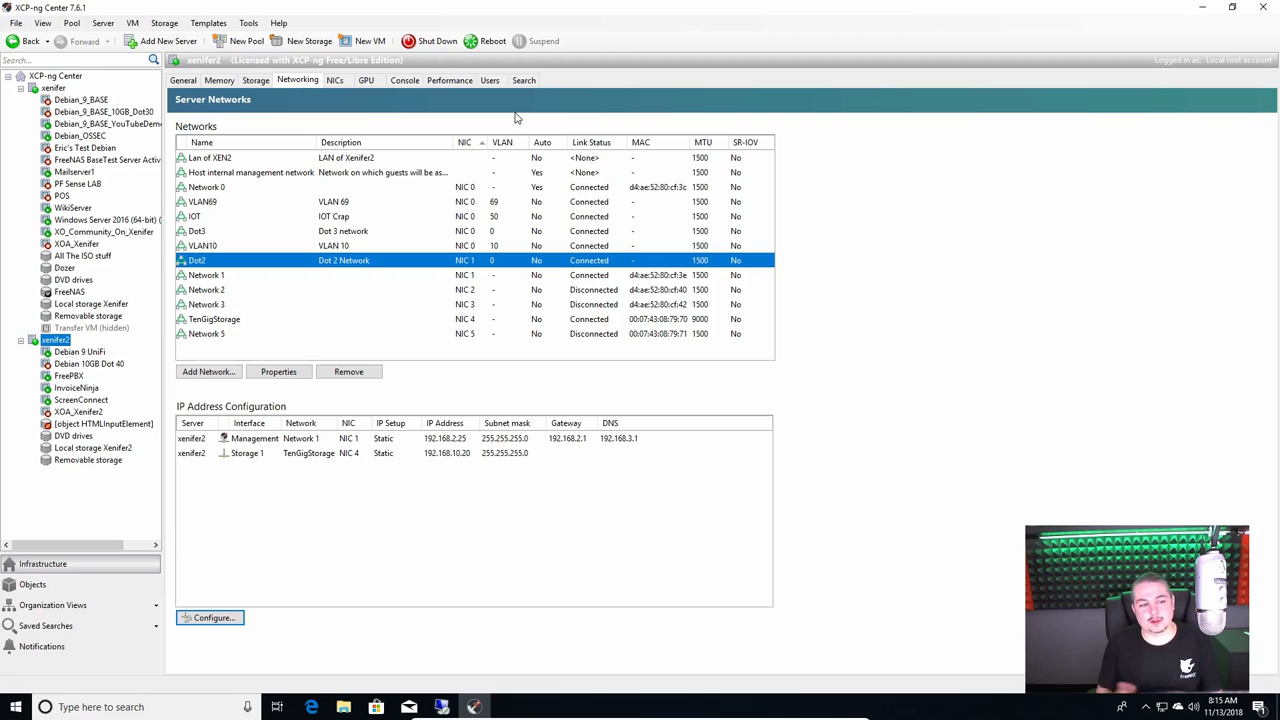 XCP-ng Center 7.6.1
File View Pool Server VM Storage Templates Tools Help
Back Forward Add New Server New Pool New Storage New VM Shut Down Reboot Suspend
Search...
xenifer2 (Licensed with XCP-ng Free/Libre Edition)
Logged in as: Local root account
XCP-ng Center
xenifer
Debian_9_BASE
Debian_9_BASE_10GB_Dot30
Debian_9_BASE_YouTubeDemo
Debian_OSSEC
Eric's Test Debian
FreeNAS BaseTest Server Activ
Mailserver1
PF Sense LAB
POS
WikiServer
Windows Server 2016 (64-bit) (
XO_Community_On_Xenifer
XOA_Xenifer
All The ISO stuff
Dozer
DVD drives
FreeNAS
Local storage Xenifer
Removable storage
Transfer VM (hidden)
xenifer2
Debian 9 UniFi
Debian 10GB Dot 40
FreePBX
InvoiceNinja
ScreenConnect
XOA_Xenifer2
[object HTMLInputElement]
DVD drives
Local storage Xenifer2
Removable storage
Infrastructure
Objects
Organization Views
Saved Searches
Notifications
General Memory Storage Networking NICs GPU Console Performance Users Search
Server Networks
Networks
Name Description NIC VLAN Auto Link Status MAC MTU SR-IOV
Lan of XEN2 LAN of Xenifer2 - No <None> - 1500 No
Host internal management network Network on which guests will be as... - Yes <None> - 1500 No
Network 0 NIC 0 - Yes Connected d4:ae:52:80:cf:3c 1500 No
VLAN69 VLAN 69 NIC 0 69 No Connected - 1500 No
IOT IOT Crap NIC 0 50 No Connected - 1500 No
Dot3 Dot 3 network NIC 0 0 No Connected - 1500 No
VLAN10 VLAN 10 NIC 0 10 No Connected - 1500 No
Dot2 Dot 2 Network NIC 1 0 No Connected - 1500 No
Network 1 NIC 1 - No Connected d4:ae:52:80:cf:3e 1500 No
Network 2 NIC 2 - No Disconnected d4:ae:52:80:cf:40 1500 No
Network 3 NIC 3 - No Disconnected d4:ae:52:80:cf:42 1500 No
TenGigStorage NIC 4 - No Connected 00:07:43:08:79:70 9000 No
Network 5 NIC 5 - No Disconnected 00:07:43:08:79:71 1500 No
Add Network... Properties Remove
IP Address Configuration
Server Interface Network NIC IP Setup IP Address Subnet mask Gateway DNS
xenifer2 Management Network 1 NIC 1 Static 192.168.2.25 255.255.255.0 192.168.2.1 192.168.3.1
xenifer2 Storage 1 TenGigStorage NIC 4 Static 192.168.10.20 255.255.255.0
Configure...
FreeNAS
Type here to search
8:15 AM
11/13/2018